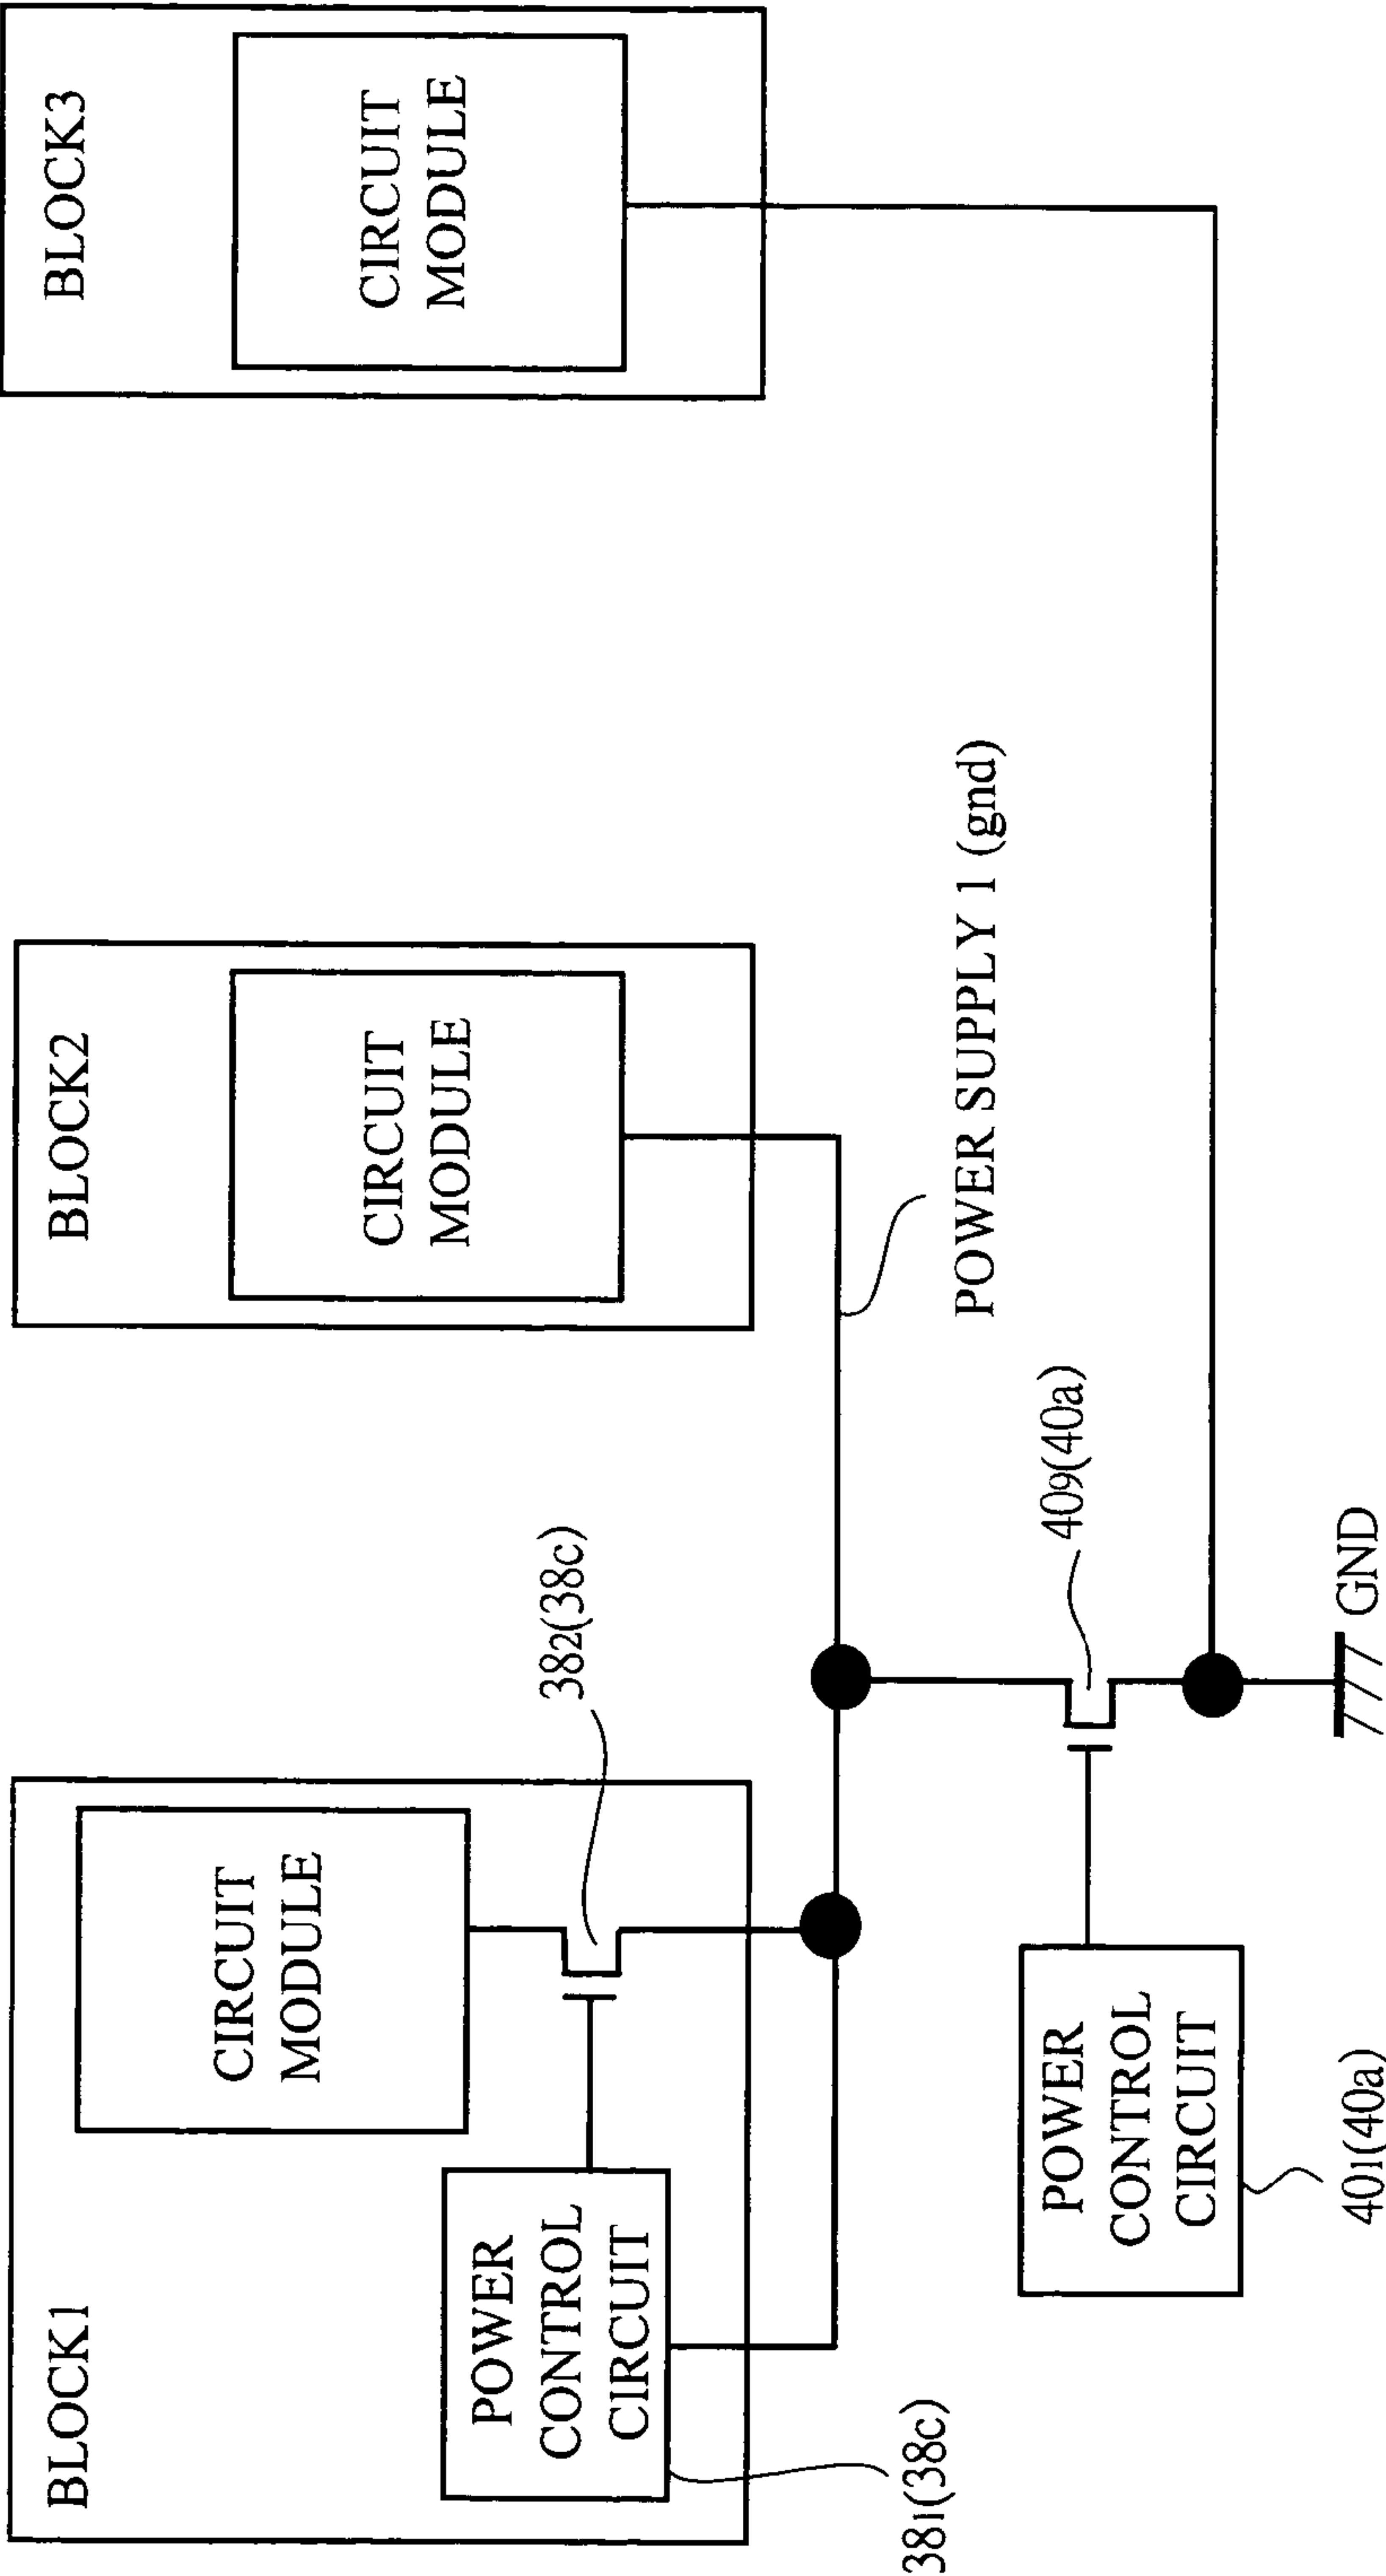 BLOCK1
CIRCUIT
MODULE
POWER
CONTROL
CIRCUIT
381(38c)
382(38c)
BLOCK2
CIRCUIT
MODULE
BLOCK3
CIRCUIT
MODULE
POWER SUPPLY 1 (gnd)
409(40a)
POWER
CONTROL
CIRCUIT
401(40a)
GND